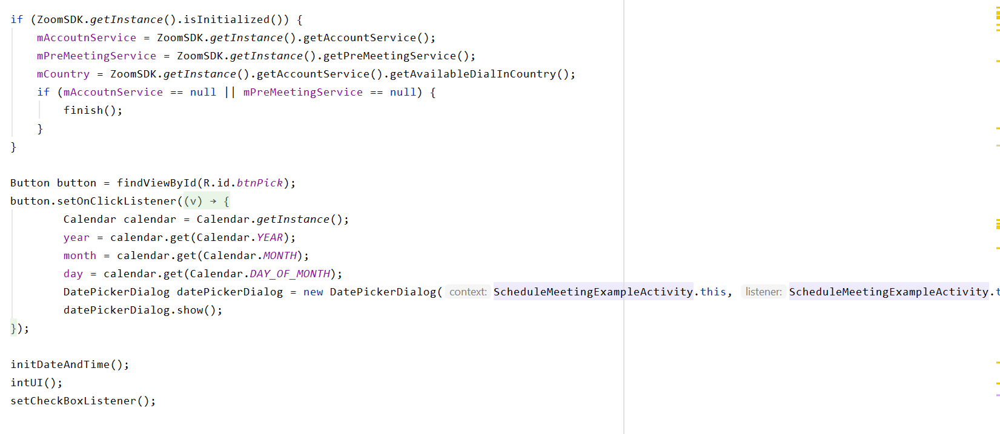 if (ZoomSDK.getInstance().isInitialized()) {
mAccoutnService = ZoomSDK.getInstance().getAccountService();
mPreMeetingService = ZoomSDK.getInstance().getPreMeetingService();
mCountry = ZoomSDK.getInstance().getAccountService().getAvailableDialInCountry();
if (mAccoutnService == null || mPreMeetingService == null) {
finish();
}
}
Button button = findViewById(R.id.btnPick);
button.setOnClickListener((v) → {
Calendar calendar = Calendar.getInstance();
year = calendar.get(Calendar.YEAR);
month = calendar.get(Calendar.MONTH);
day = calendar.get(Calendar.DAY_OF_MONTH);
DatePickerDialog datePickerDialog = new DatePickerDialog( context: ScheduleMeetingExampleActivity.this, listener: ScheduleMeetingExampleActivity.
datePickerDialog.show();
});
initDateAndTime();
intUI();
setCheckBoxListener();